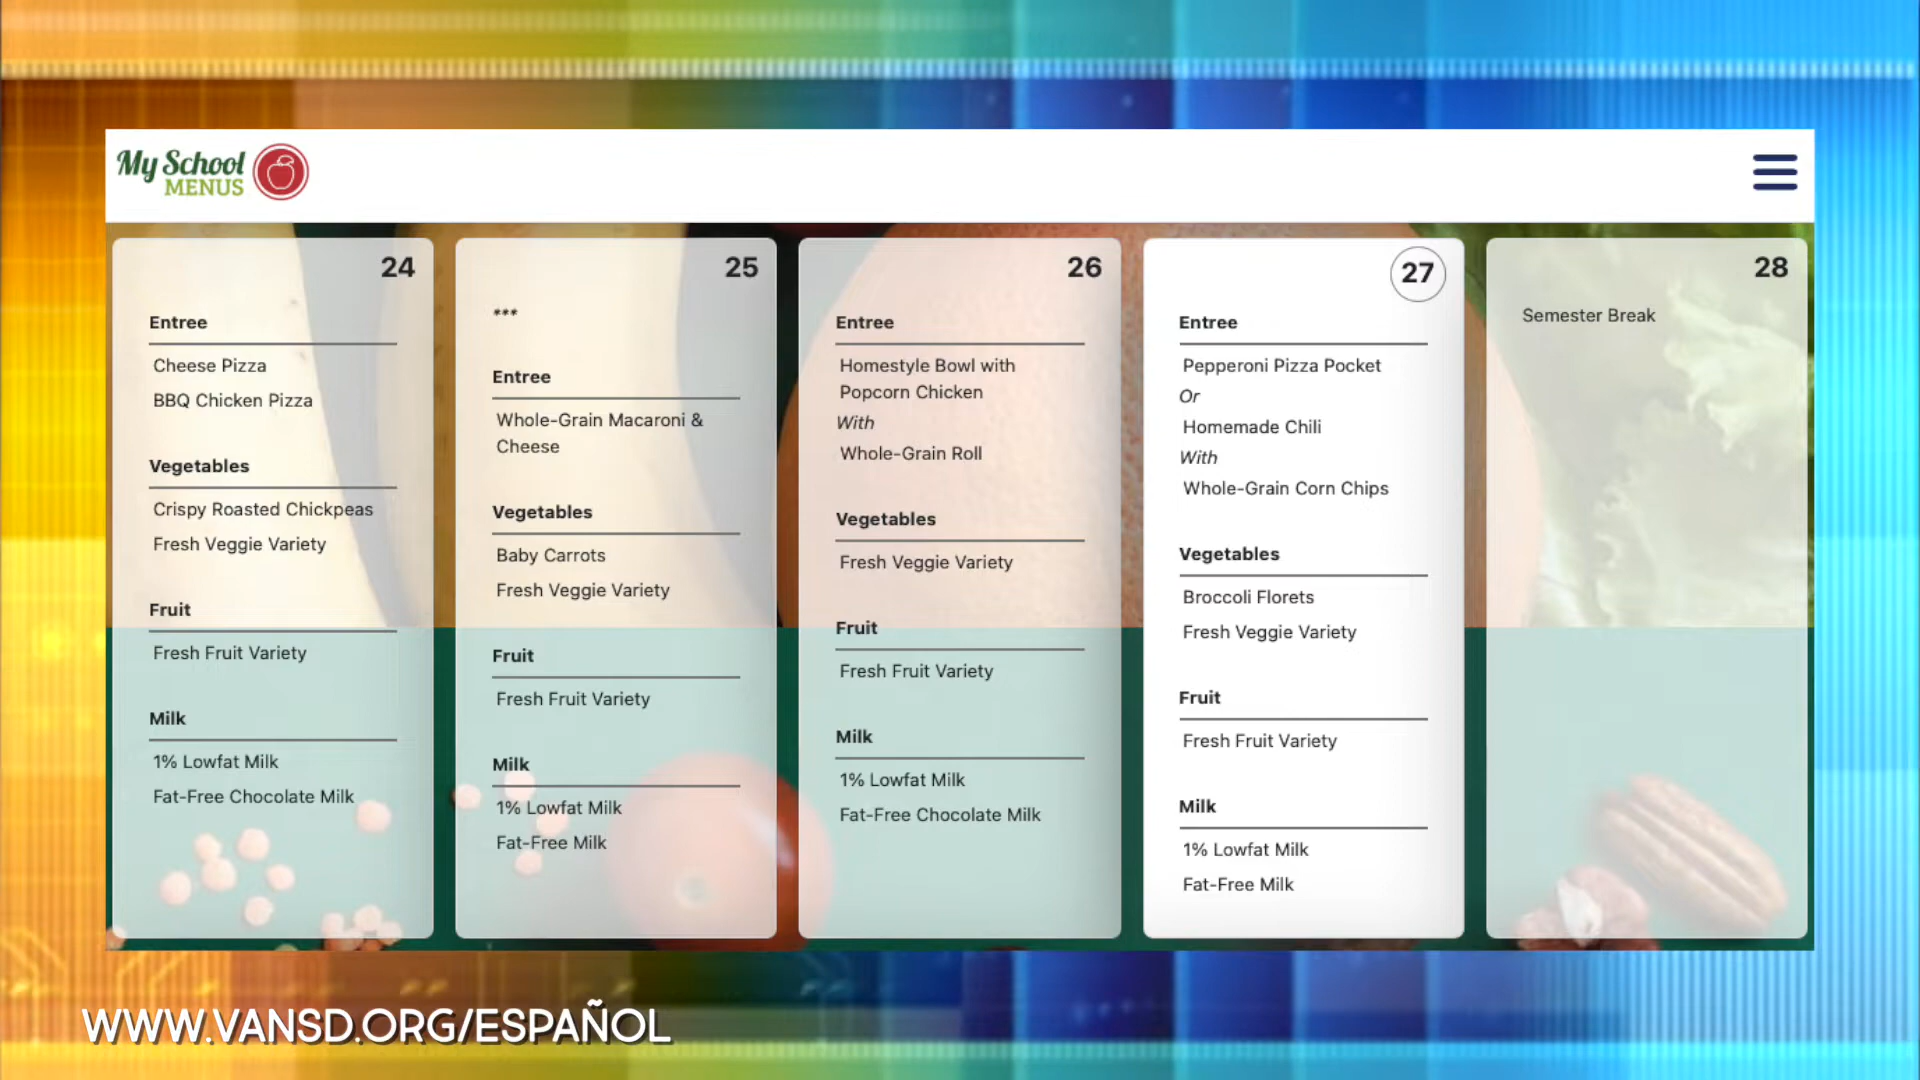 My School
MENUS
24
Entree
Cheese Pizza
BBQ Chicken Pizza
Vegetables
Crispy Roasted Chickpeas
Fresh Veggie Variety
Fruit
Fresh Fruit Variety
Milk
1% Lowfat Milk
Fat-Free Chocolate Milk
25
***
Entree
Whole-Grain Macaroni &
Cheese
Vegetables
Baby Carrots
Fresh Veggie Variety
Fruit
Fresh Fruit Variety
Milk
1% Lowfat Milk
Fat-Free Milk
26
Entree
Homestyle Bowl with
Popcorn Chicken
With
Whole-Grain Roll
Vegetables
Fresh Veggie Variety
Fruit
Fresh Fruit Variety
Milk
1% Lowfat Milk
Fat-Free Chocolate Milk
27
Entree
Pepperoni Pizza Pocket
Or
Homemade Chili
With
Whole-Grain Corn Chips
Vegetables
Broccoli Florets
Fresh Veggie Variety
Fruit
Fresh Fruit Variety
Milk
1% Lowfat Milk
Fat-Free Milk
28
Semester Break
WWW.VANSD.ORG/ESPAÑOL